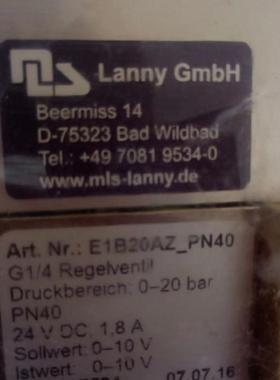 MLS Lanny GmbH
Beermiss 14
D-75323 Bad Wildbad
Tel.: +49 7081 9534-0
www.mls-lanny.de
Art. Nr.: E1B20AZ_PN40
G1/4 Regelventil
Druckbereich: 0-20 bar
PN40
24 V DC, 1,8 A
Sollwert: 0-10 V
Istwert: 0-10 V
07.07.16